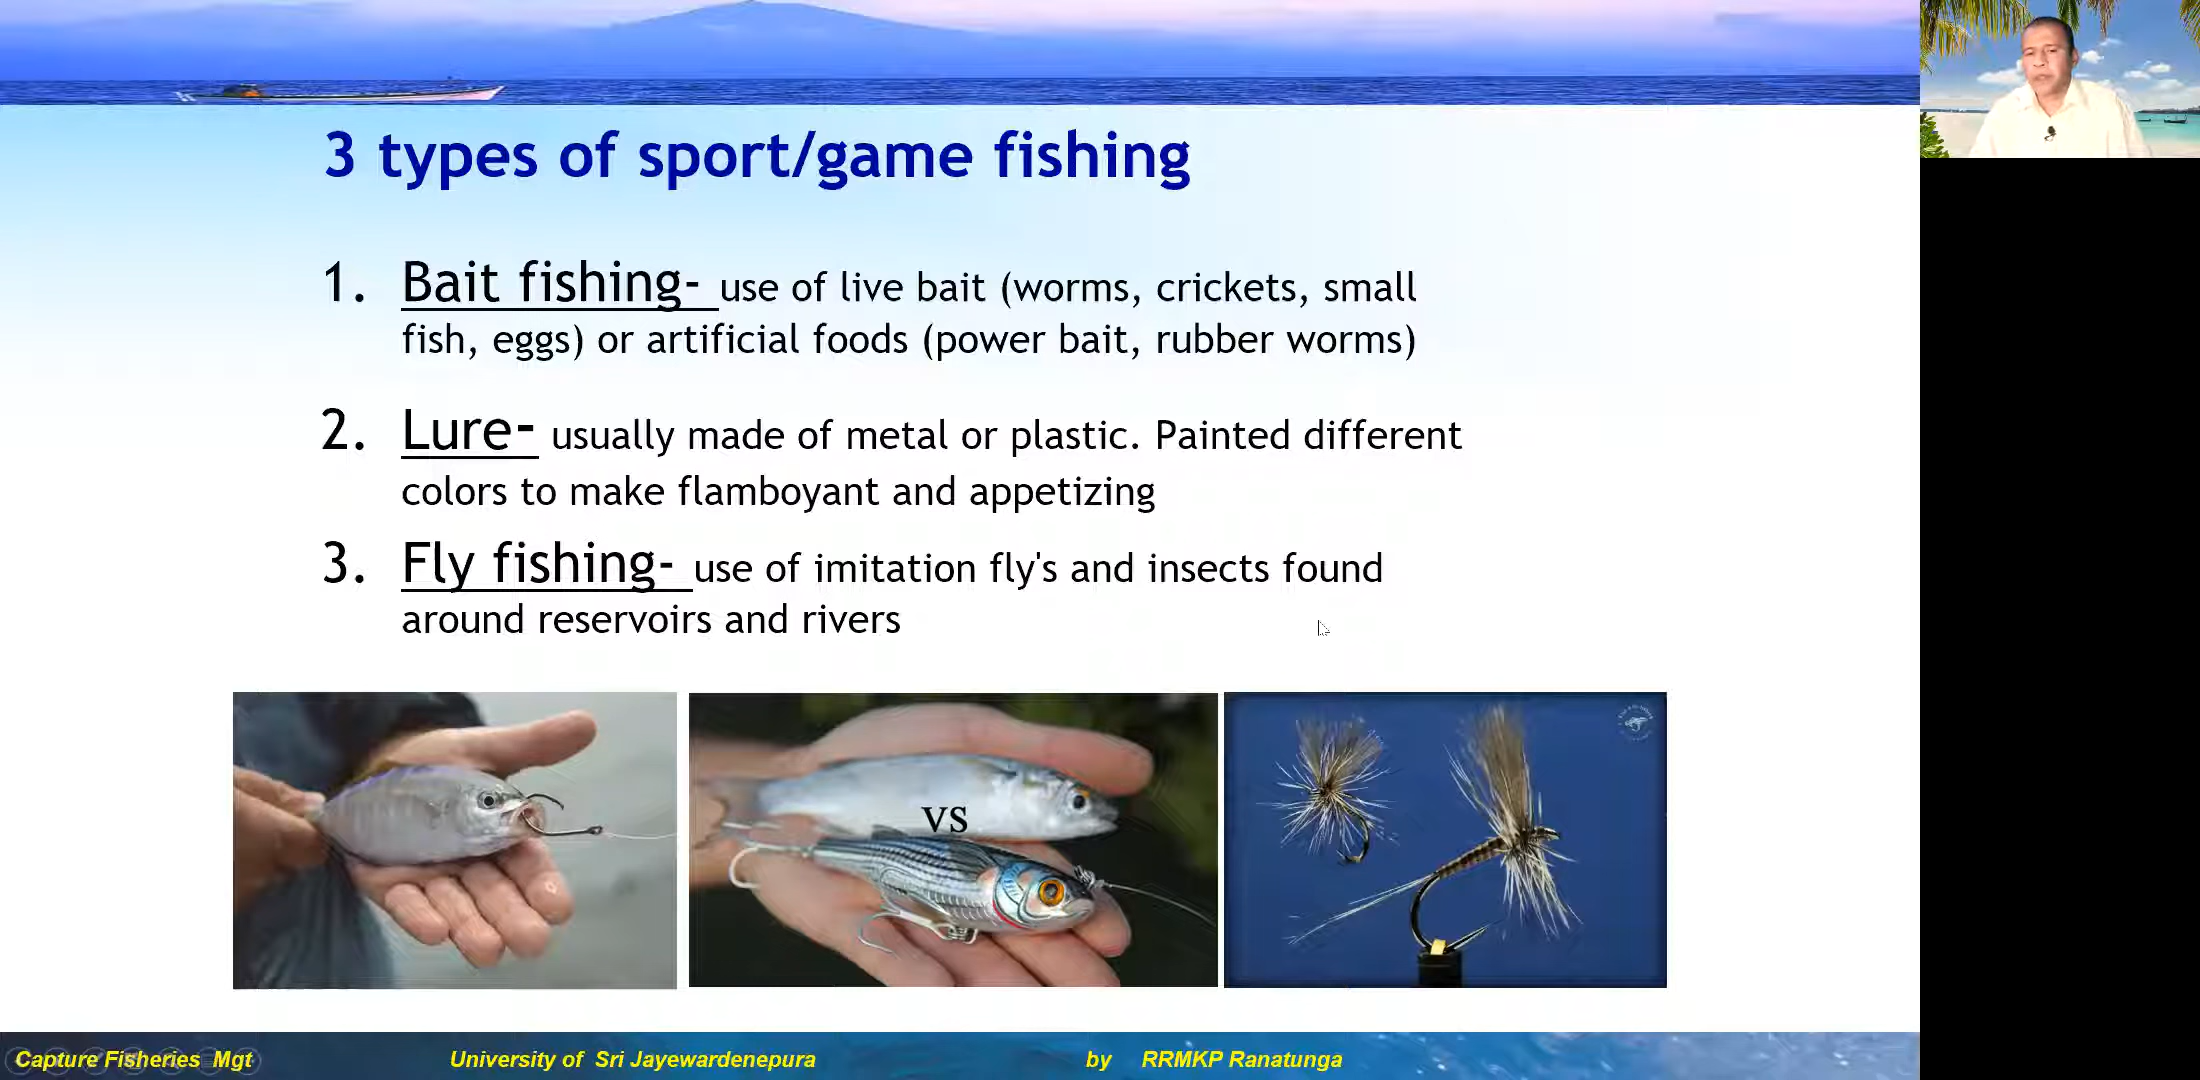 3 types of sport/game fishing
1. Bait fishing- use of live bait (worms, crickets, small
fish, eggs) or artificial foods (power bait, rubber worms)
2. Lure- usually made of metal or plastic. Painted different
colors to make flamboyant and appetizing
3. Fly fishing- use of imitation fly's and insects found
around reservoirs and rivers
vs
Capture Fisheries Mgt University of Sri Jayewardenepura by RRMKP Ranatunga